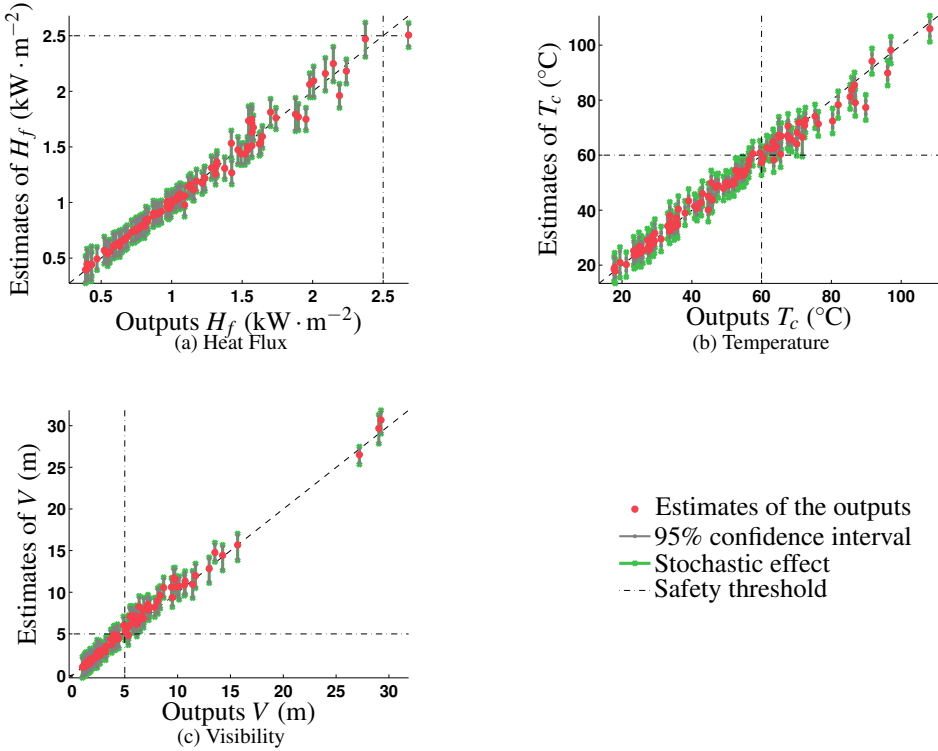 Estimates of H_f (kW · m⁻²)
2.5
2
1.5
1
0.5
0.5 1 1.5 2 2.5
Outputs H_f (kW · m⁻²)
(a) Heat Flux
Estimates of T_c (°C)
100
80
60
40
20
20 40 60 80 100
Outputs T_c (°C)
(b) Temperature
Estimates of V (m)
30
25
20
15
10
5
0
0 5 10 15 20 25 30
Outputs V (m)
(c) Visibility
Estimates of the outputs
95% confidence interval
Stochastic effect
Safety threshold